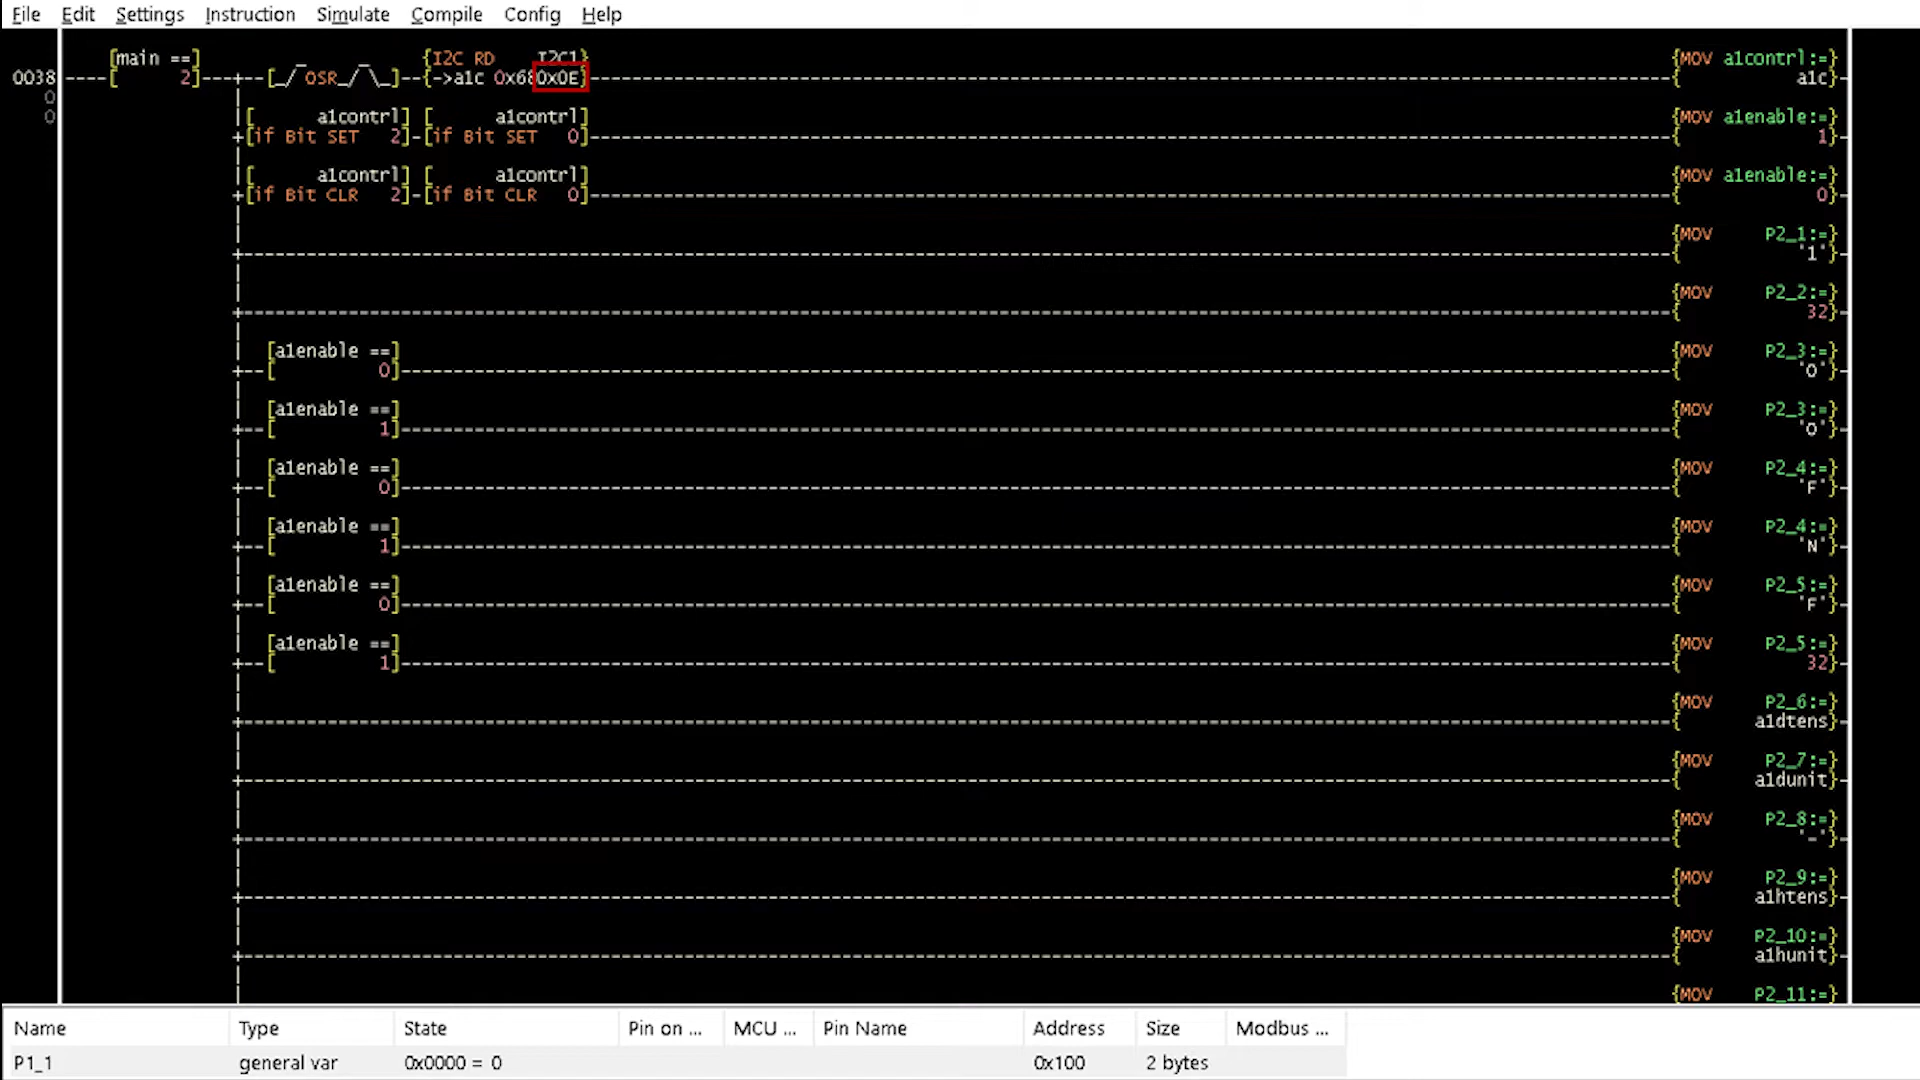 File Edit Settings Instruction Simulate Compile Config Help
[main ==] {I2C RD I2C1} {MOV a1contrl:=}
0038 ----[ 2]---+--[_/OSR_/‾\_]--{->a1c 0x68 0x0E} { a1c}
0
0
[ a1contrl] [ a1contrl] {MOV a1enable:=}
[if Bit SET 2]-[if Bit SET 0] { 1}
[ a1contrl] [ a1contrl] {MOV a1enable:=}
[if Bit CLR 2]-[if Bit CLR 0] { 0}
{MOV P2_1:=}
{ '1'}
{MOV P2_2:=}
{ 32}
[a1enable ==] {MOV P2_3:=}
[ 0] { 'O'}
[a1enable ==] {MOV P2_3:=}
[ 1] { 'O'}
[a1enable ==] {MOV P2_4:=}
[ 0] { 'F'}
[a1enable ==] {MOV P2_4:=}
[ 1] { 'N'}
[a1enable ==] {MOV P2_5:=}
[ 0] { 'F'}
[a1enable ==] {MOV P2_5:=}
[ 1] { 32}
{MOV P2_6:=}
{ a1dtens}
{MOV P2_7:=}
{ a1dunit}
{MOV P2_8:=}
{ '-'}
{MOV P2_9:=}
{ a1htens}
{MOV P2_10:=}
{ a1hunit}
{MOV P2_11:=}
Name Type State Pin on ... MCU ... Pin Name Address Size Modbus ...
P1_1 general var 0x0000 = 0 0x100 2 bytes